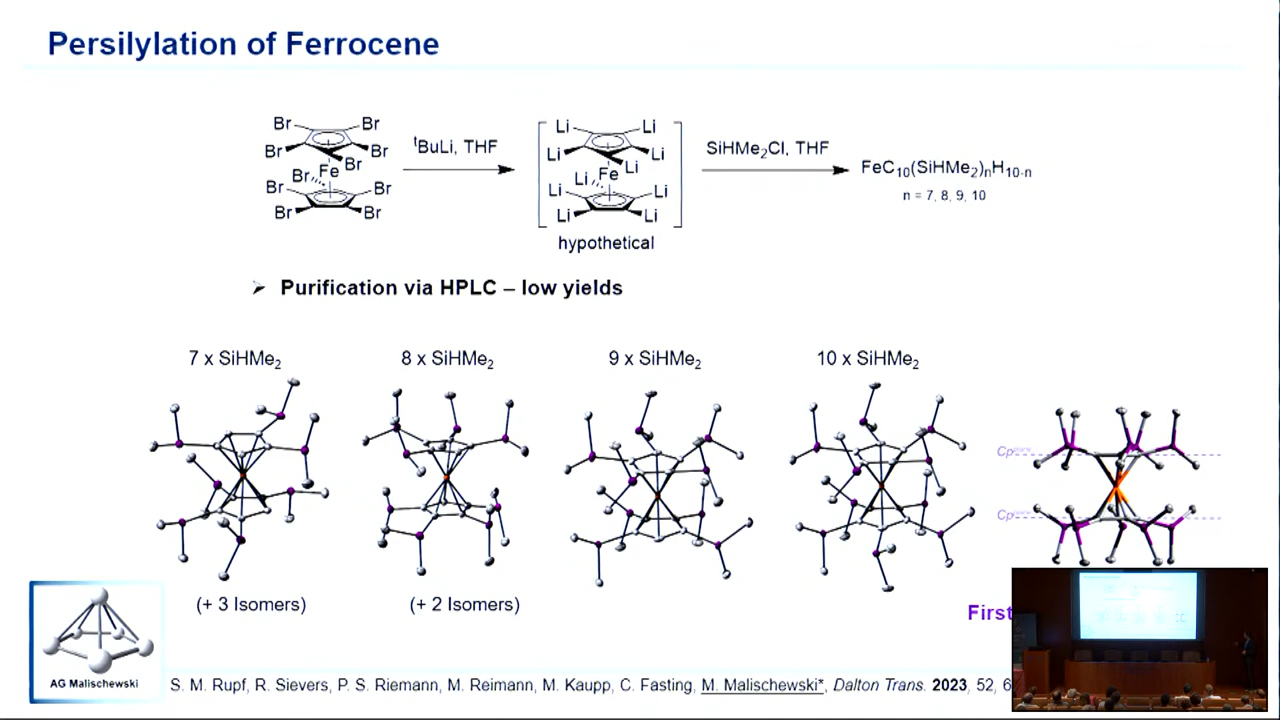 Persilylation of Ferrocene
Br Br
Br Br
Br
Fe
Br
Br Br
Br Br
ᵗBuLi, THF
Li Li
Li Li
Li
Fe
Li
Li Li
Li Li
hypothetical
SiHMe₂Cl, THF
FeC₁₀(SiHMe₂)ₙH₁₀₋ₙ
n = 7, 8, 9, 10
➢ Purification via HPLC – low yields
7 x SiHMe₂ 8 x SiHMe₂ 9 x SiHMe₂ 10 x SiHMe₂
Cp
Cp
(+ 3 Isomers) (+ 2 Isomers)
First
AG Malischewski
S. M. Rupf, R. Sievers, P. S. Riemann, M. Reimann, M. Kaupp, C. Fasting, M. Malischewski*, Dalton Trans. 2023, 52, 6